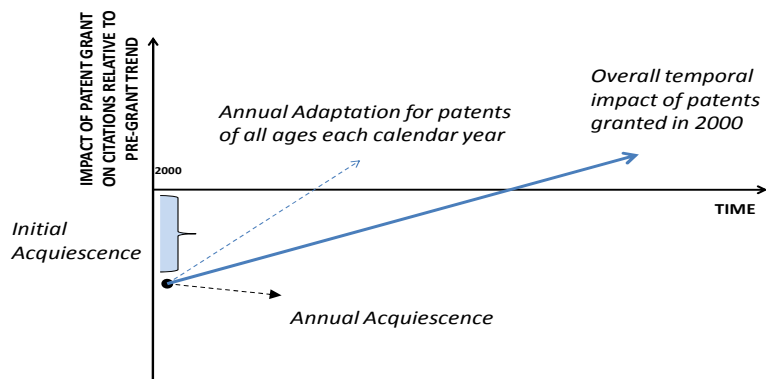 IMPACT OF PATENT GRANT
ON CITATIONS RELATIVE TO
PRE-GRANT TREND
Overall temporal
impact of patents
granted in 2000
Annual Adaptation for patents
of all ages each calendar year
2000
TIME
Initial
Acquiescence
Annual Acquiescence